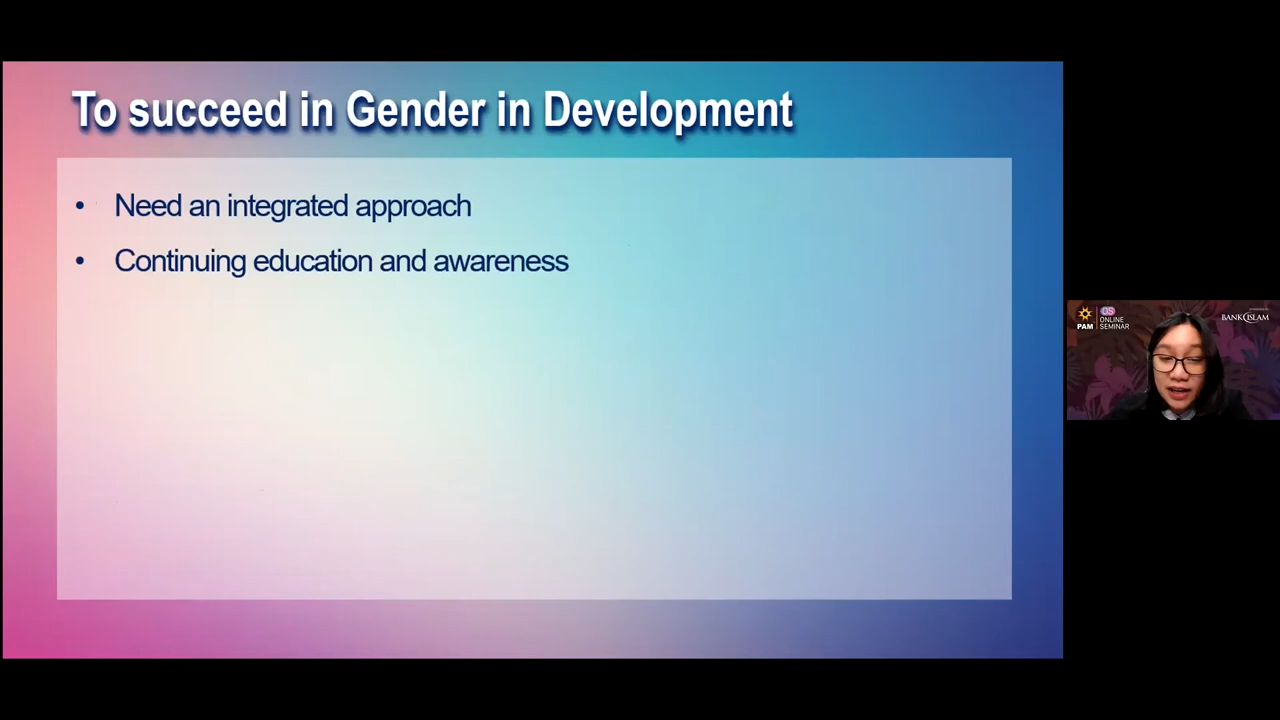 To succeed in Gender in Development
• Need an integrated approach
• Continuing education and awareness
PAM
OS
ONLINE
SEMINAR
BANK ISLAM